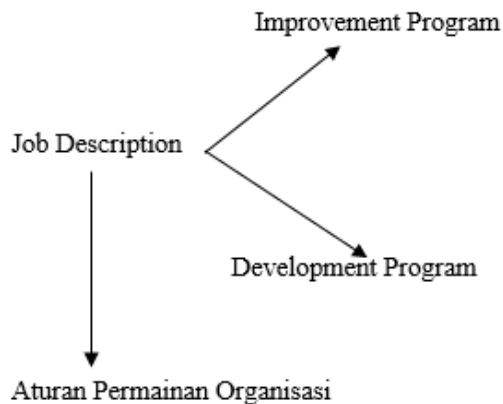 Improvement Program
Job Description
Development Program
Aturan Permainan Organisasi